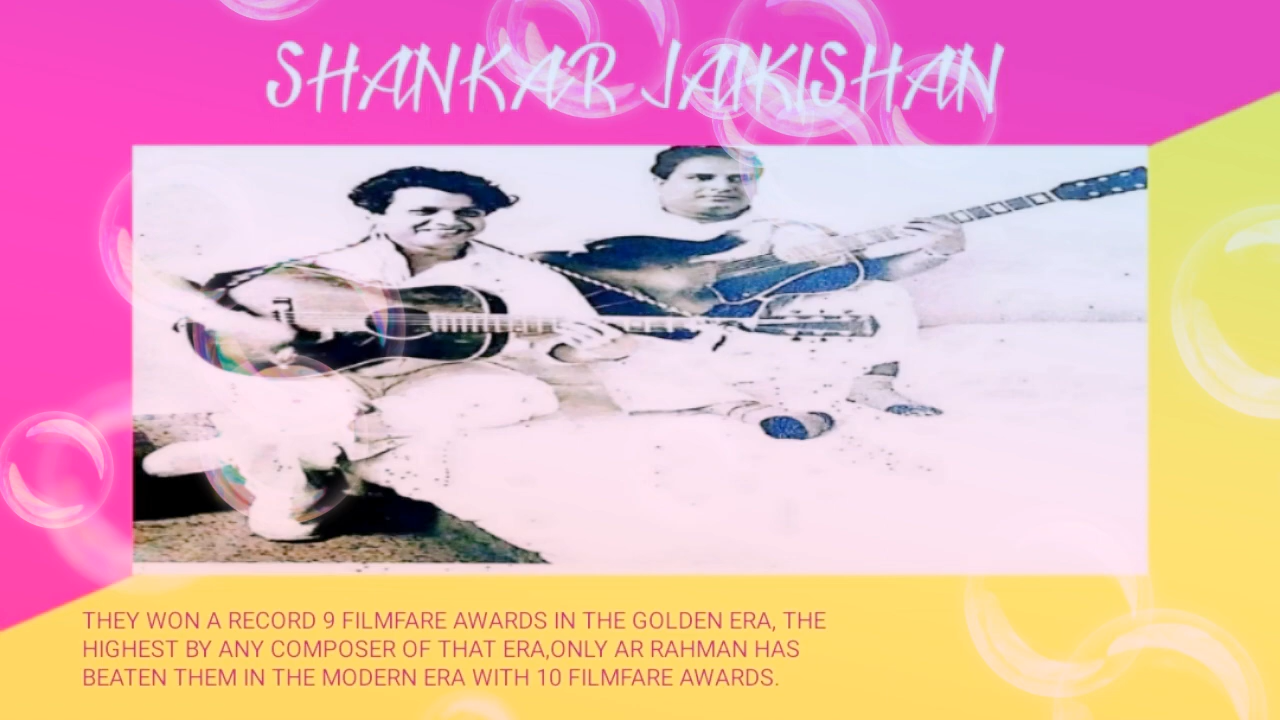 SHANKAR JAIKISHAN
THEY WON A RECORD 9 FILMFARE AWARDS IN THE GOLDEN ERA, THE
HIGHEST BY ANY COMPOSER OF THAT ERA,ONLY AR RAHMAN HAS
BEATEN THEM IN THE MODERN ERA WITH 10 FILMFARE AWARDS.